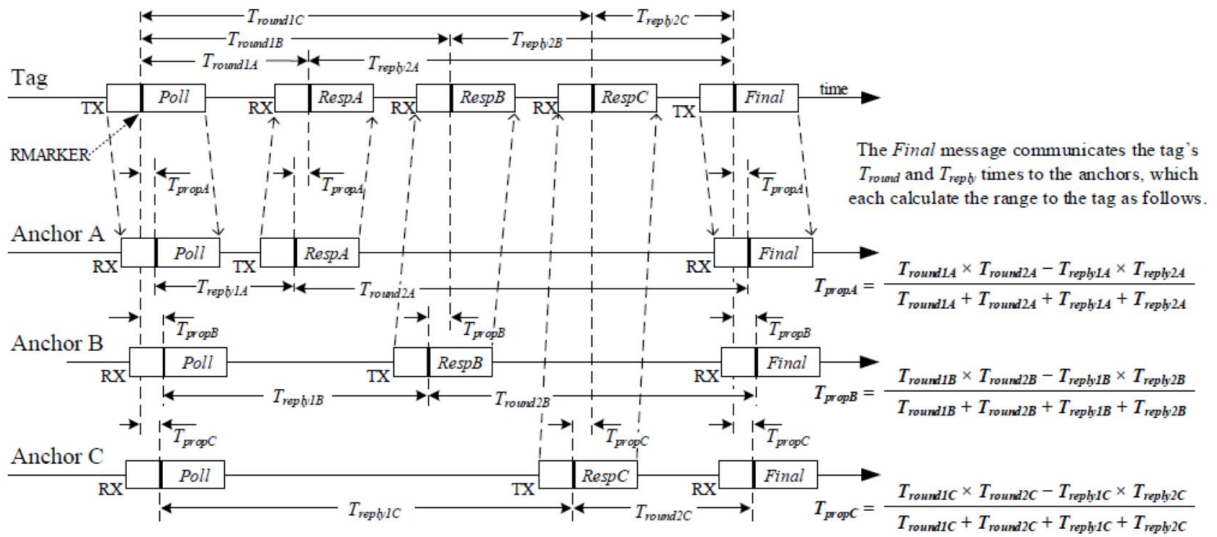 T_round1C
T_reply2C
T_round1B
T_reply2B
T_round1A
T_reply2A
Tag
TX
Poll
RX
RespA
RX
RespB
RX
RespC
TX
Final
time
RMARKER
T_propA
T_propA
T_propA
The Final message communicates the tag's
T_round and T_reply times to the anchors, which
each calculate the range to the tag as follows.
Anchor A
RX
Poll
TX
RespA
RX
Final
T_reply1A
T_round2A
T_propA = (T_round1A × T_round2A − T_reply1A × T_reply2A) / (T_round1A + T_round2A + T_reply1A + T_reply2A)
T_propB
T_propB
T_propB
Anchor B
RX
Poll
TX
RespB
RX
Final
T_reply1B
T_round2B
T_propB = (T_round1B × T_round2B − T_reply1B × T_reply2B) / (T_round1B + T_round2B + T_reply1B + T_reply2B)
T_propC
T_propC
T_propC
Anchor C
RX
Poll
TX
RespC
RX
Final
T_reply1C
T_round2C
T_propC = (T_round1C × T_round2C − T_reply1C × T_reply2C) / (T_round1C + T_round2C + T_reply1C + T_reply2C)